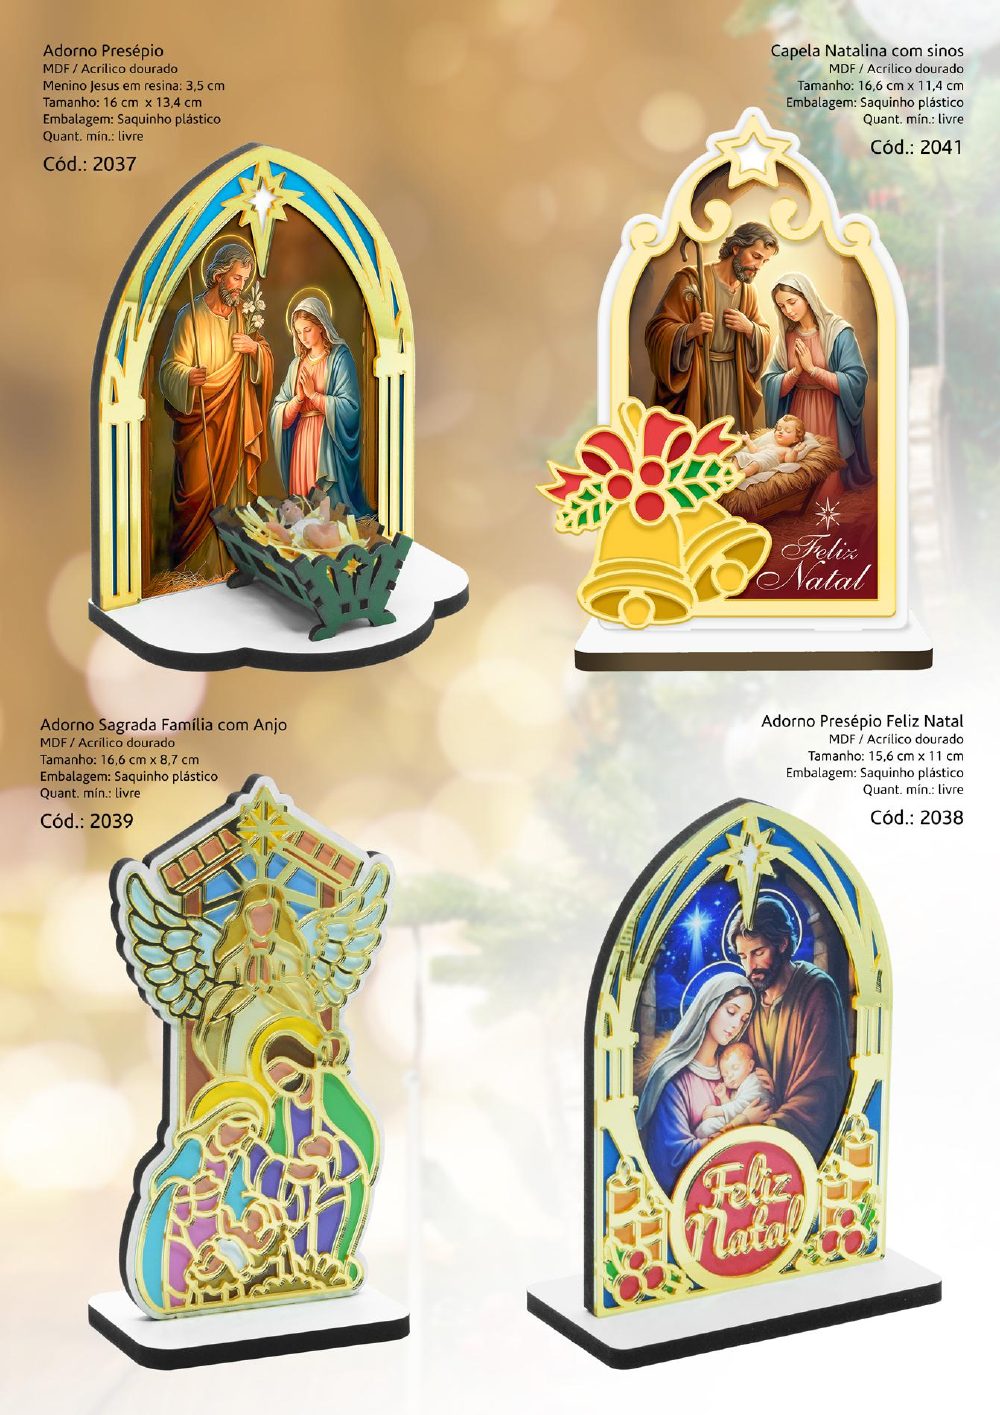 Adorno Presépio
MDF / Acrílico dourado
Menino Jesus em resina: 3,5 cm
Tamanho: 16 cm x 13,4 cm
Embalagem: Saquinho plástico
Quant. mín.: livre
Cód.: 2037
Capela Natalina com sinos
MDF / Acrílico dourado
Tamanho: 16,6 cm x 11,4 cm
Embalagem: Saquinho plástico
Quant. mín.: livre
Cód.: 2041
Feliz
Natal
Adorno Sagrada Família com Anjo
MDF / Acrílico dourado
Tamanho: 16,6 cm x 8,7 cm
Embalagem: Saquinho plástico
Quant. mín.: livre
Cód.: 2039
Adorno Presépio Feliz Natal
MDF / Acrílico dourado
Tamanho: 15,6 cm x 11 cm
Embalagem: Saquinho plástico
Quant. mín.: livre
Cód.: 2038
Feliz
Natal